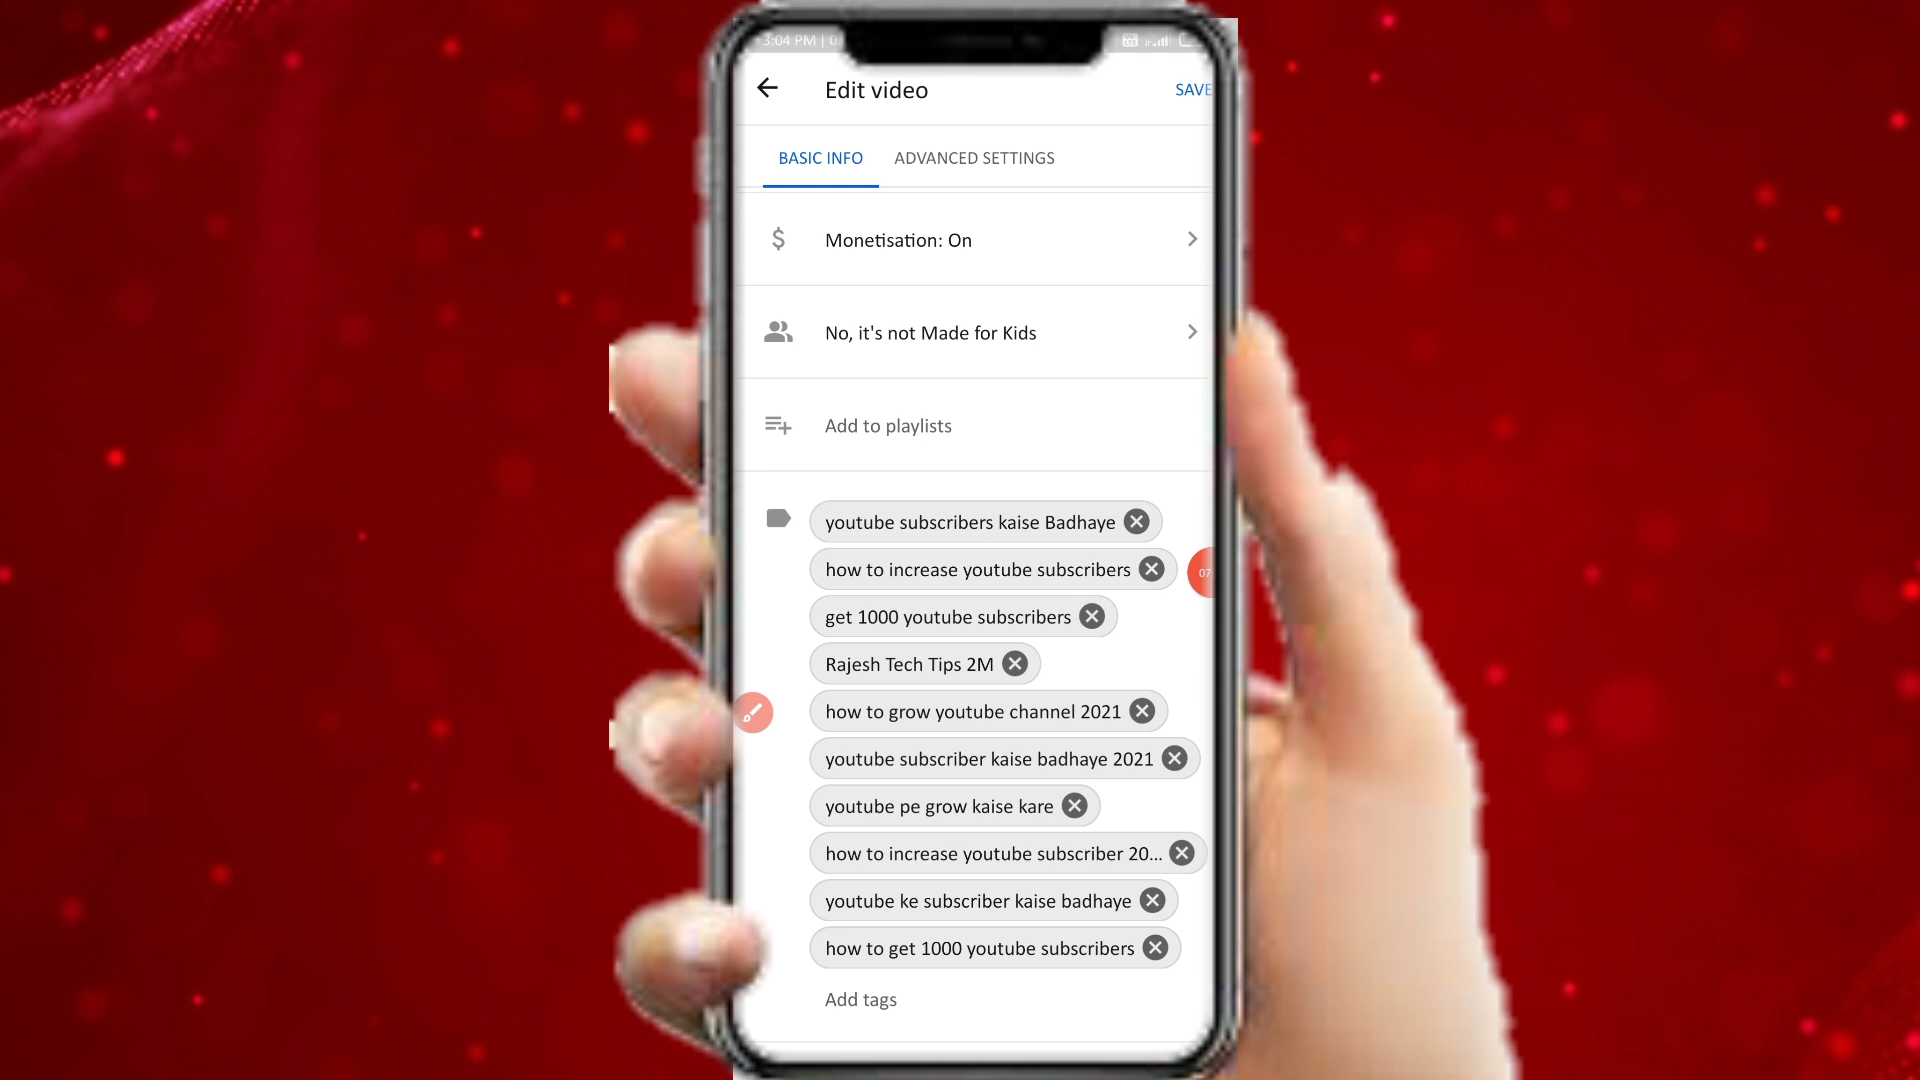 3:04 PM | 0
Edit video
SAVE
BASIC INFO
ADVANCED SETTINGS
Monetisation: On
No, it's not Made for Kids
Add to playlists
youtube subscribers kaise Badhaye
how to increase youtube subscribers
07
get 1000 youtube subscribers
Rajesh Tech Tips 2M
how to grow youtube channel 2021
youtube subscriber kaise badhaye 2021
youtube pe grow kaise kare
how to increase youtube subscriber 20...
youtube ke subscriber kaise badhaye
how to get 1000 youtube subscribers
Add tags